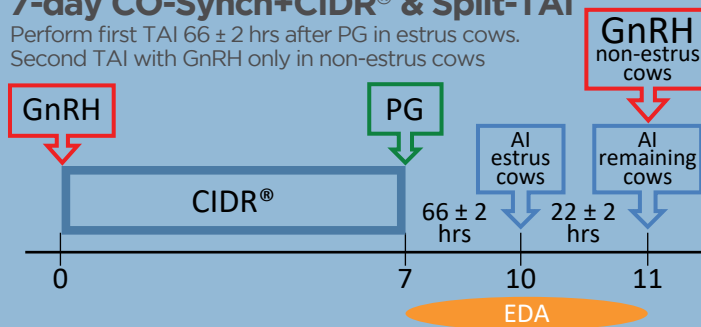 7-day CO-Synch+CIDR® & Split-TAI
Perform first TAI 66 ± 2 hrs after PG in estrus cows.
Second TAI with GnRH only in non-estrus cows
GnRH
non-estrus
cows
GnRH
PG
AI
estrus
cows
AI
remaining
cows
CIDR®
66 ± 2
hrs
22 ± 2
hrs
0
7
10
11
EDA